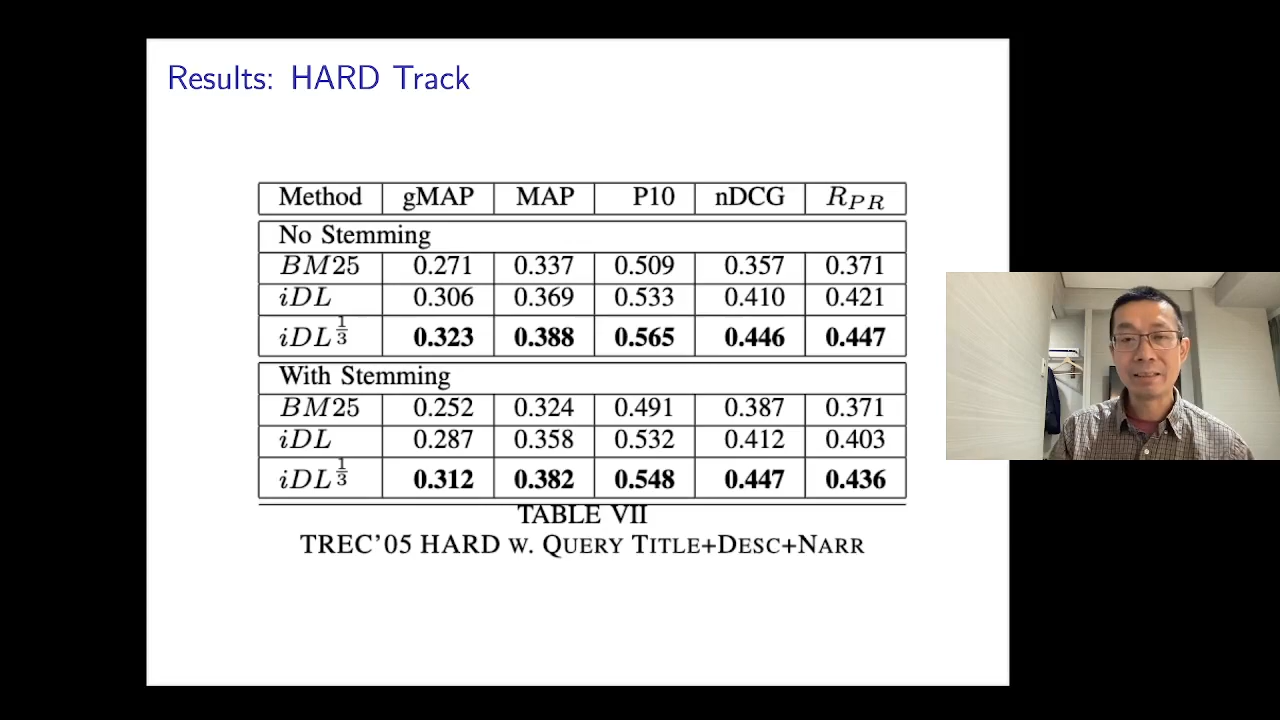 Results: HARD Track
Method gMAP MAP P10 nDCG R_PR
No Stemming
BM25 0.271 0.337 0.509 0.357 0.371
iDL 0.306 0.369 0.533 0.410 0.421
iDL^1/3 0.323 0.388 0.565 0.446 0.447
With Stemming
BM25 0.252 0.324 0.491 0.387 0.371
iDL 0.287 0.358 0.532 0.412 0.403
iDL^1/3 0.312 0.382 0.548 0.447 0.436
TABLE VII
TREC'05 HARD W. QUERY TITLE+DESC+NARR